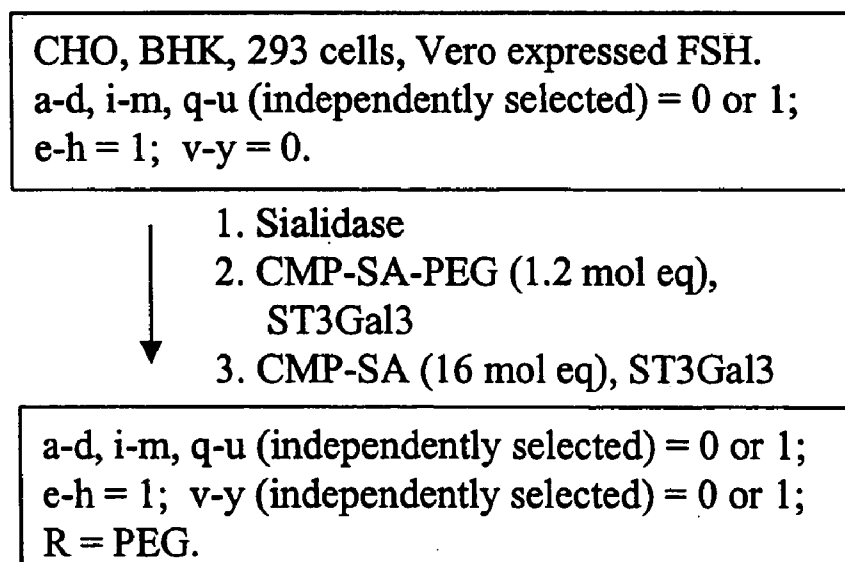 CHO, BHK, 293 cells, Vero expressed FSH.
a-d, i-m, q-u (independently selected) = 0 or 1;
e-h = 1; v-y = 0.
1. Sialidase
2. CMP-SA-PEG (1.2 mol eq),
ST3Gal3
3. CMP-SA (16 mol eq), ST3Gal3
a-d, i-m, q-u (independently selected) = 0 or 1;
e-h = 1; v-y (independently selected) = 0 or 1;
R = PEG.